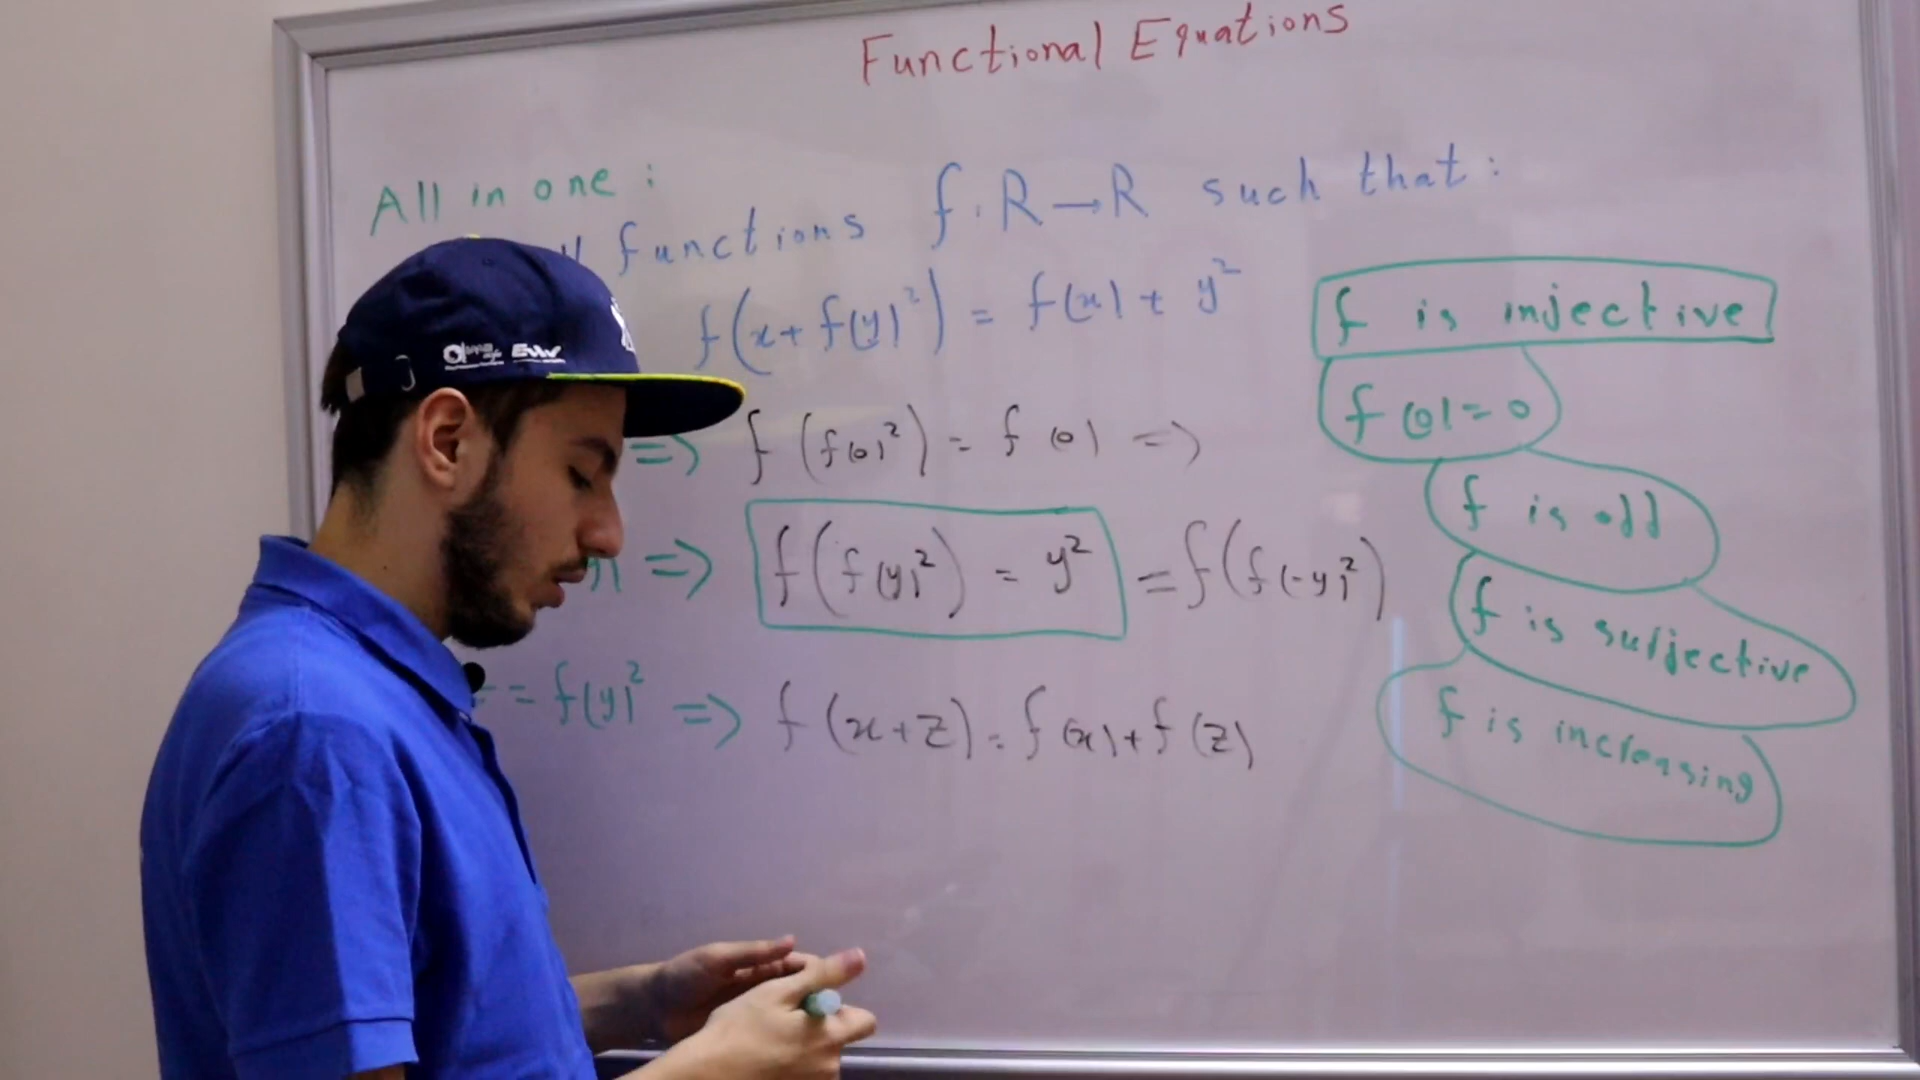 Functional Equations
All in one :
functions f : R → R such that :
f(x + f(y)²) = f(x) + y²
=> f(f(0)²) = f(0) =>
=> f(f(y)²) = y² = f(f(-y)²)
= f(y)² => f(x+z) = f(x) + f(z)
f is injective
f(0) = 0
f is odd
f is surjective
f is increasing